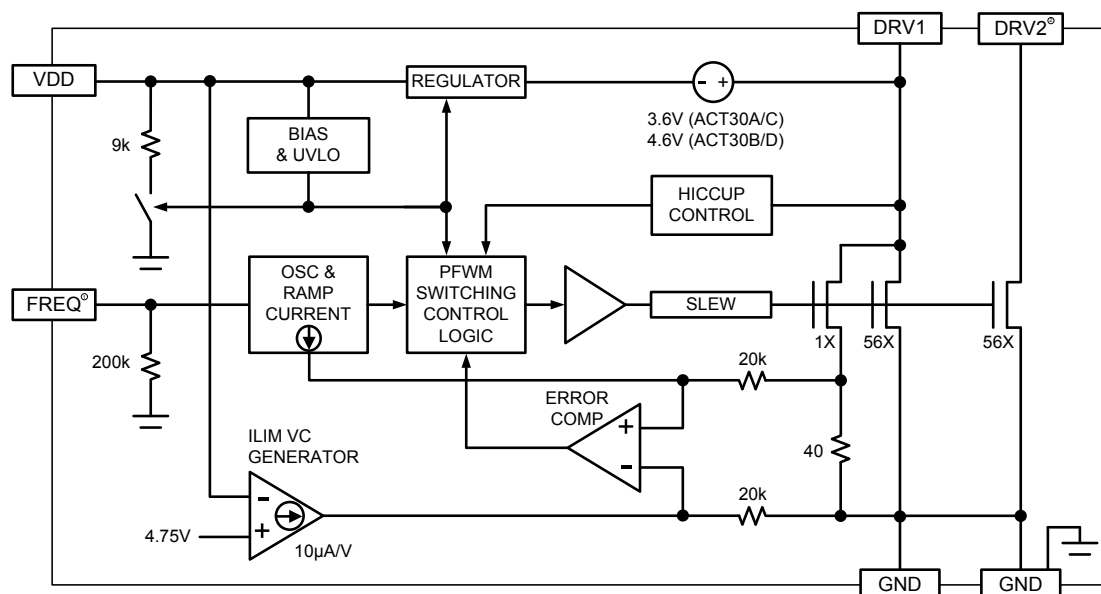 DRV1
DRV2②
VDD
REGULATOR
- +
3.6V (ACT30A/C)
4.6V (ACT30B/D)
9k
BIAS
& UVLO
HICCUP
CONTROL
FREQ①
OSC &
RAMP
CURRENT
PFWM
SWITCHING
CONTROL
LOGIC
SLEW
1X
56X
56X
200k
20k
ERROR
COMP
+
-
40
ILIM VC
GENERATOR
-
+
4.75V
10µA/V
20k
GND
GND